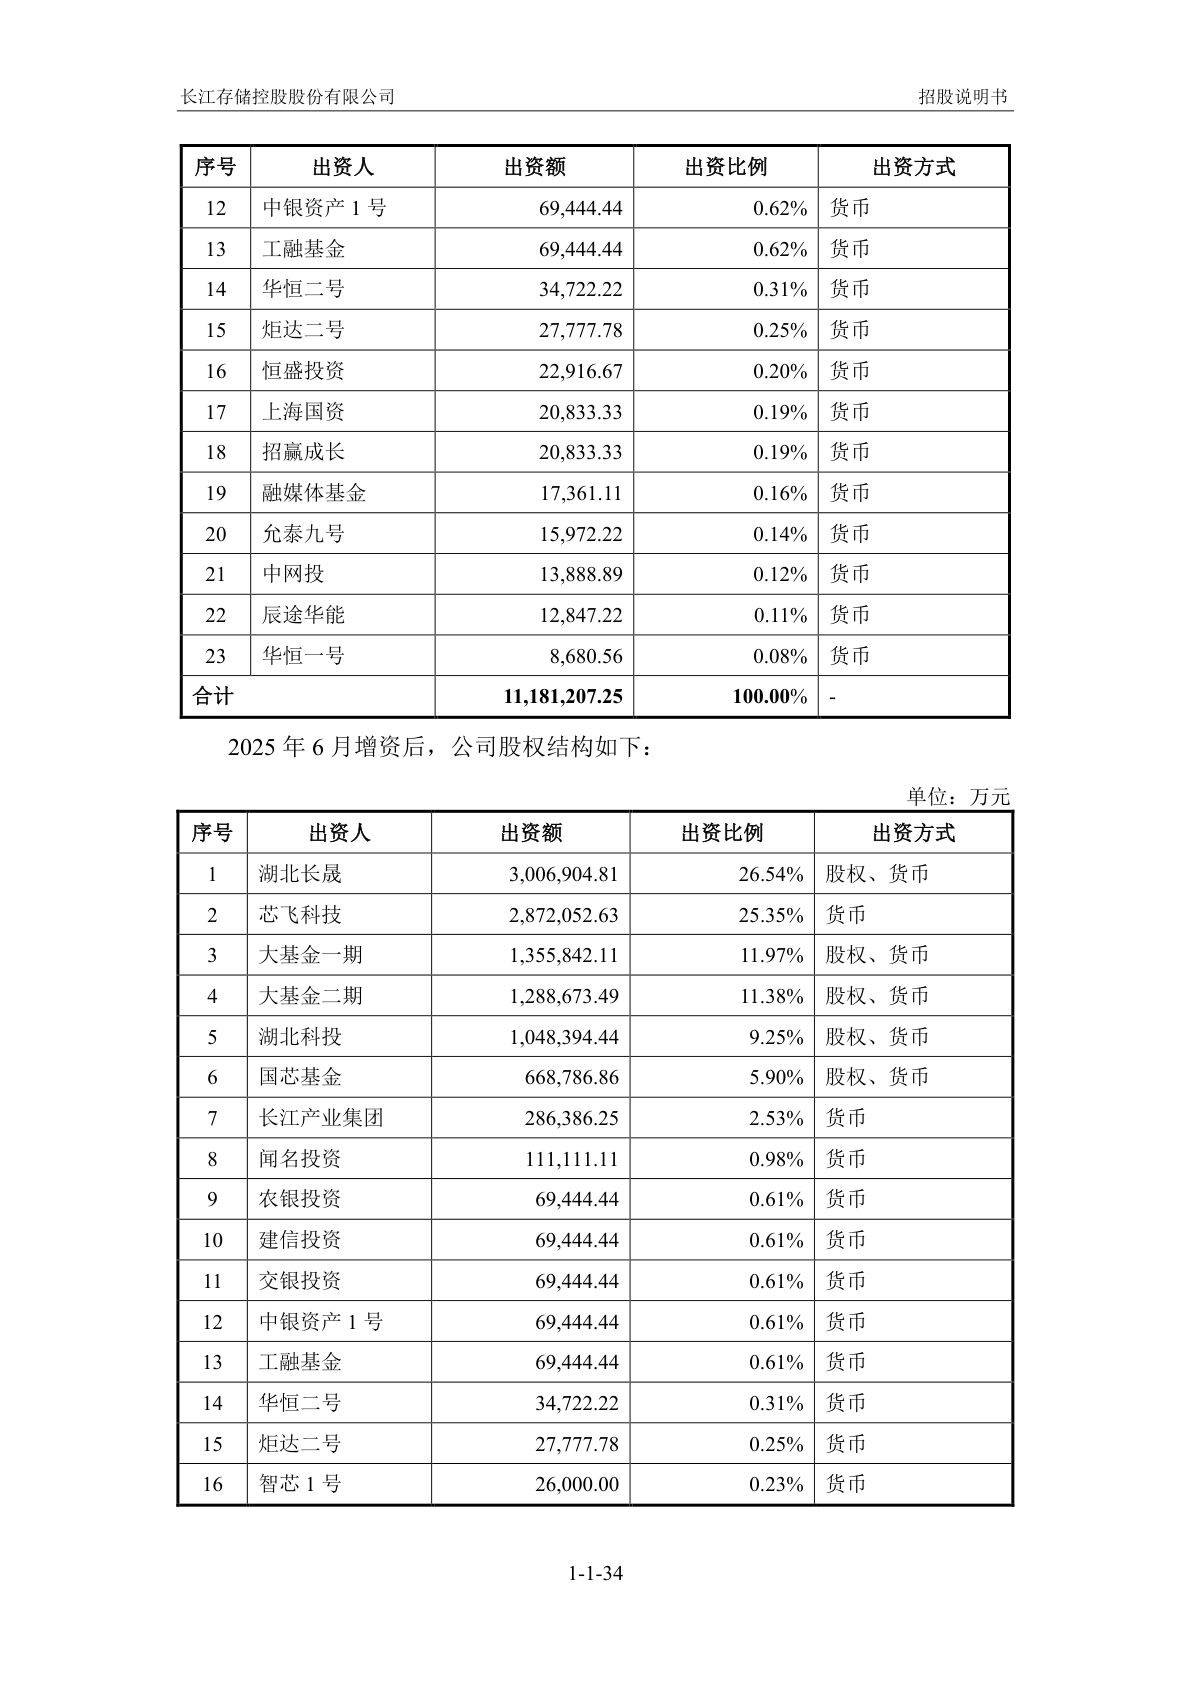 长江存储控股股份有限公司 招股说明书
序号 出资人 出资额 出资比例 出资方式
12 中银资产 1 号 69,444.44 0.62% 货币
13 工融基金 69,444.44 0.62% 货币
14 华恒二号 34,722.22 0.31% 货币
15 炬达二号 27,777.78 0.25% 货币
16 恒盛投资 22,916.67 0.20% 货币
17 上海国资 20,833.33 0.19% 货币
18 招赢成长 20,833.33 0.19% 货币
19 融媒体基金 17,361.11 0.16% 货币
20 允泰九号 15,972.22 0.14% 货币
21 中网投 13,888.89 0.12% 货币
22 辰途华能 12,847.22 0.11% 货币
23 华恒一号 8,680.56 0.08% 货币
合计 11,181,207.25 100.00% -
2025 年 6 月增资后，公司股权结构如下：
单位：万元
序号 出资人 出资额 出资比例 出资方式
1 湖北长晟 3,006,904.81 26.54% 股权、货币
2 芯飞科技 2,872,052.63 25.35% 货币
3 大基金一期 1,355,842.11 11.97% 股权、货币
4 大基金二期 1,288,673.49 11.38% 股权、货币
5 湖北科投 1,048,394.44 9.25% 股权、货币
6 国芯基金 668,786.86 5.90% 股权、货币
7 长江产业集团 286,386.25 2.53% 货币
8 闻名投资 111,111.11 0.98% 货币
9 农银投资 69,444.44 0.61% 货币
10 建信投资 69,444.44 0.61% 货币
11 交银投资 69,444.44 0.61% 货币
12 中银资产 1 号 69,444.44 0.61% 货币
13 工融基金 69,444.44 0.61% 货币
14 华恒二号 34,722.22 0.31% 货币
15 炬达二号 27,777.78 0.25% 货币
16 智芯 1 号 26,000.00 0.23% 货币
1-1-34